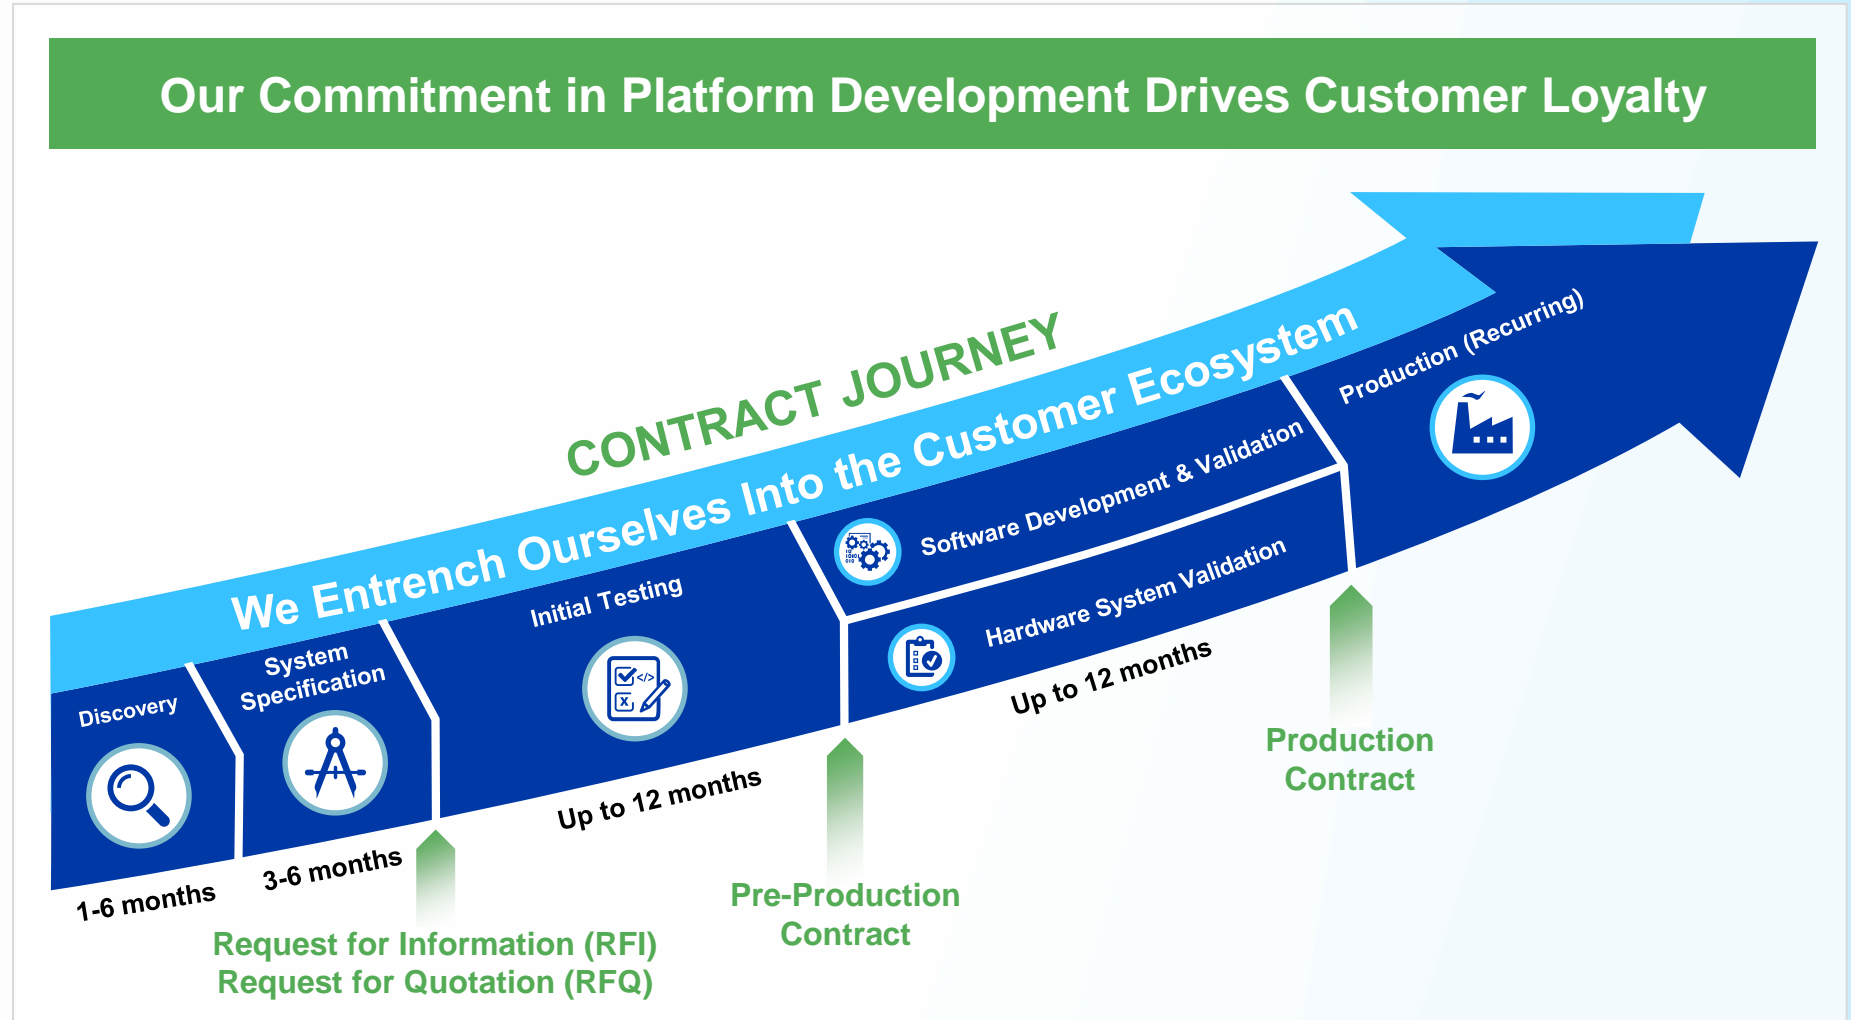 Our Commitment in Platform Development Drives Customer Loyalty
CONTRACT JOURNEY
We Entrench Ourselves Into the Customer Ecosystem
Discovery
System
Specification
Initial Testing
Software Development & Validation
Hardware System Validation
Production (Recurring)
1-6 months
3-6 months
Up to 12 months
Up to 12 months
Request for Information (RFI)
Request for Quotation (RFQ)
Pre-Production
Contract
Production
Contract